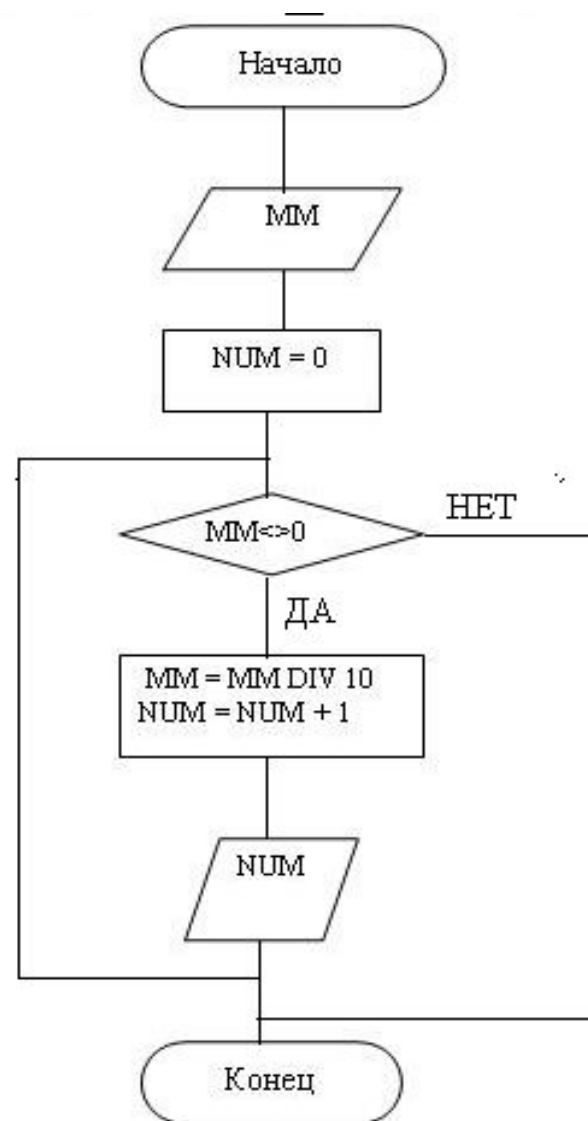 Начало
MM
NUM = 0
MM<>0
НЕТ
ДА
MM = MM DIV 10
NUM = NUM + 1
NUM
Конец